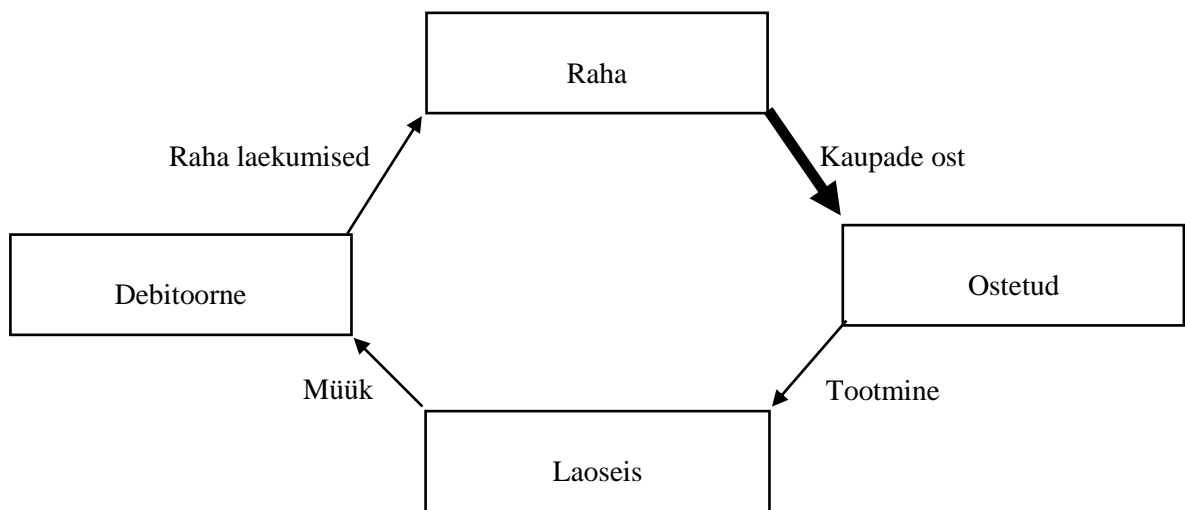 Raha
Raha laekumised
Kaupade ost
Debitoorne
Ostetud
Müük
Tootmine
Laoseis